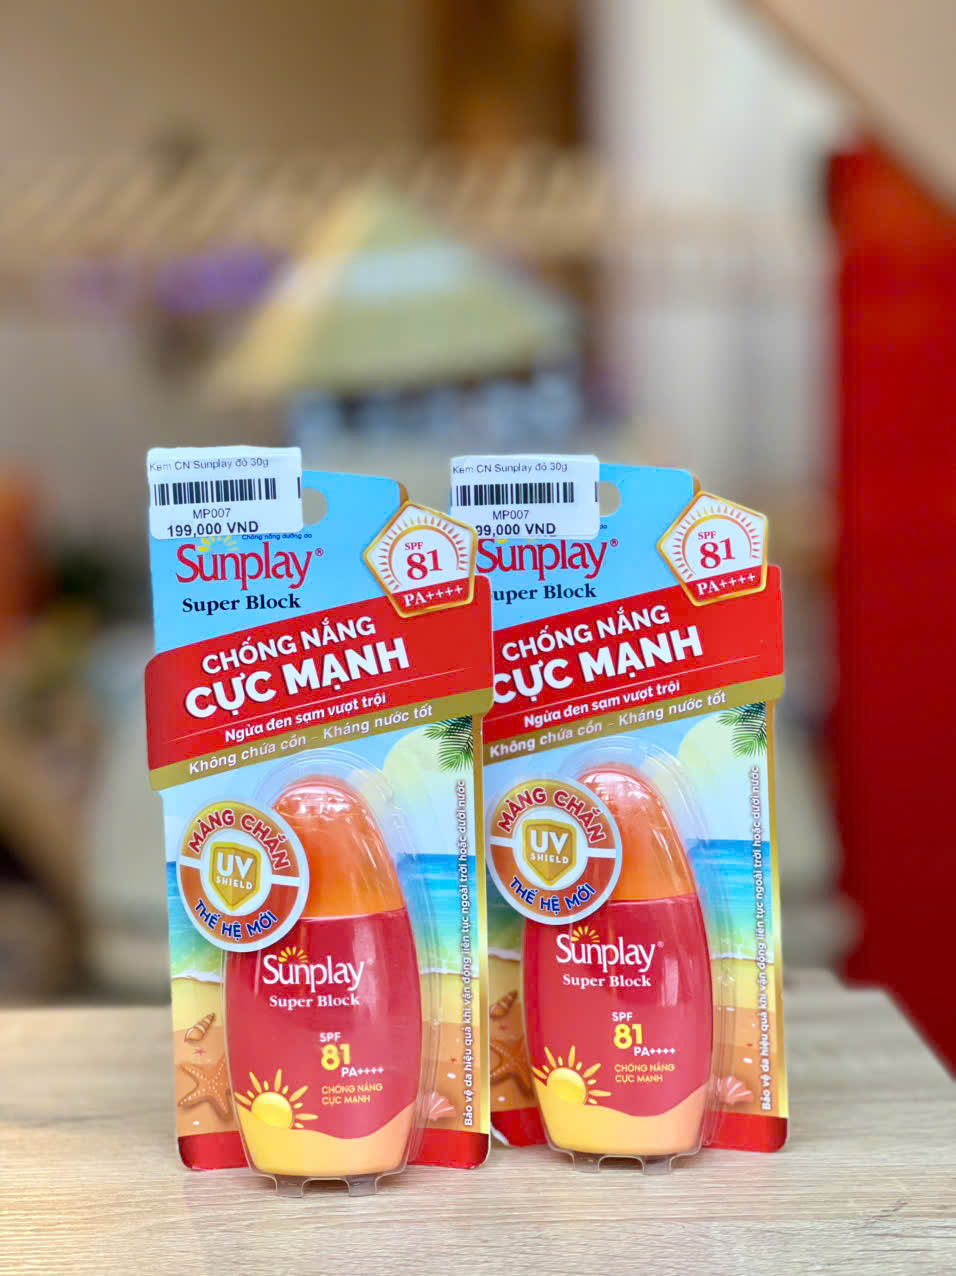 Kem CN Sunplay đỏ 30g
MP007
199,000 VND
Chống nắng dưỡng da
Sunplay®
Super Block
SPF
81
PA++++
CHỐNG NẮNG
CỰC MẠNH
Ngừa đen sạm vượt trội
Không chứa cồn - Kháng nước tốt
MÀNG CHẮN
UV
SHIELD
THẾ HỆ MỚI
Sunplay
Super Block
SPF
81
PA++++
CHỐNG NẮNG
CỰC MẠNH
Bảo vệ da hiệu quả khi vận động liên tục ngoài trời hoặc dưới nước
Kem CN Sunplay đỏ 30g
MP007
99,000 VND
Sunplay®
uper Block
SPF
81
PA++++
CHỐNG NẮNG
CỰC MẠNH
Ngừa đen sạm vượt trội
Không chứa cồn - Kháng nước tốt
MÀNG CHẮN
UV
SHIELD
THẾ HỆ MỚI
Sunplay®
Super Block
SPF
81
PA++++
CHỐNG NẮNG
CỰC MẠNH
Bảo vệ da hiệu quả khi vận động liên tục ngoài trời hoặc dưới nước